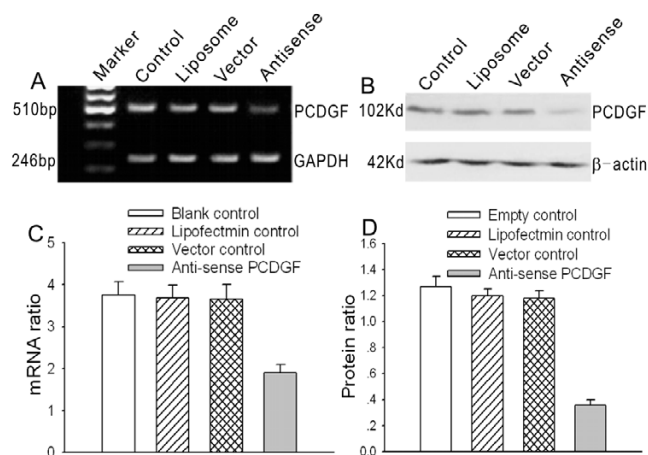 A
Marker
Control
Liposome
Vector
Antisense
510bp
PCDGF
246bp
GAPDH
B
Control
Liposome
Vector
Antisense
102Kd
PCDGF
42Kd
β-actin
C
Blank control
Lipofectmin control
Vector control
Anti-sense PCDGF
mRNA ratio
5
4
3
2
1
0
D
Empty control
Lipofectmin control
Vector control
Anti-sense PCDGF
Protein ratio
1.6
1.4
1.2
1.0
.8
.6
.4
.2
0.0